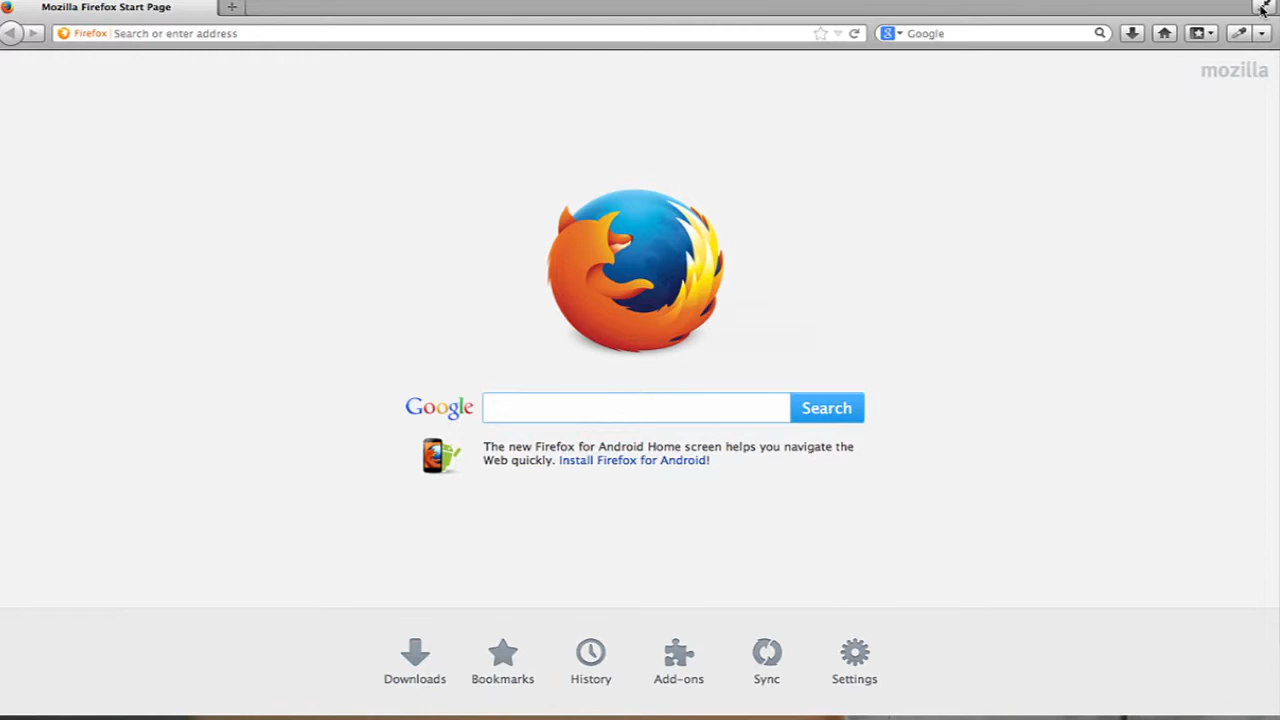 Mozilla Firefox Start Page
Firefox Search or enter address
Google
mozilla
Google
Search
The new Firefox for Android Home screen helps you navigate the
Web quickly. Install Firefox for Android!
Downloads
Bookmarks
History
Add-ons
Sync
Settings